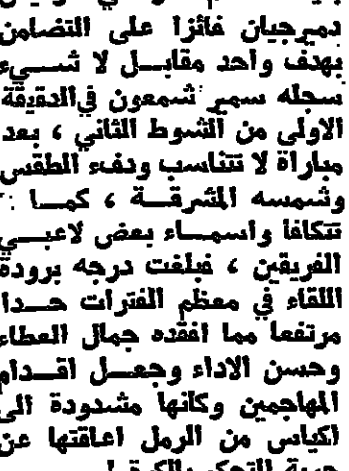 دمرجيان فائزا على التضامن
بهدف واحد مقابل لا شيء
سجله سمير شمعون في الدقيقة
الاولى من الشوط الثاني ، بعد
مباراة لا تتناسب ودفء الطقس
وشمسه المشرقة ، كما
تتكافا واسماء بعض لاعبي
الفريقين ، فبلغت درجه برودة
اللقاء في معظم الفترات حدا
مرتفعا مما افقده جمال العطاء
وحسن الاداء وجعل اقدام
المهاجمين وكانها مشدودة الى
اكياس من الرمل اعاقتها عن